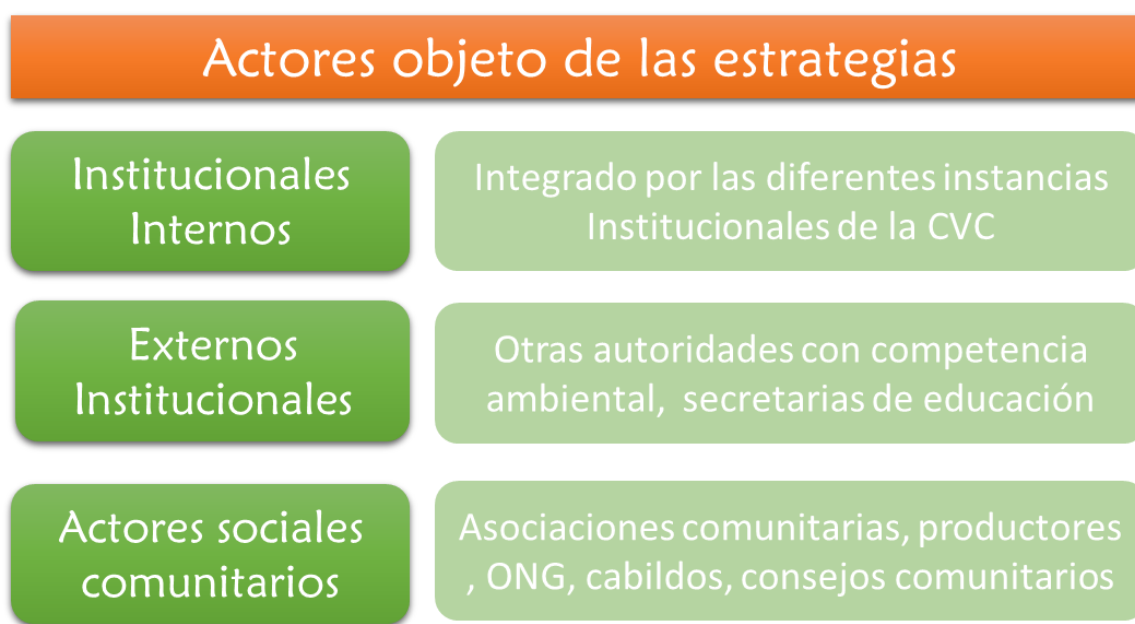 Actores objeto de las estrategias
Institucionales
Internos
Integrado por las diferentes instancias
Institucionales de la CVC
Externos
Institucionales
Otras autoridades con competencia
ambiental, secretarias de educación
Actores sociales
comunitarios
Asociaciones comunitarias, productores
, ONG, cabildos, consejos comunitarios